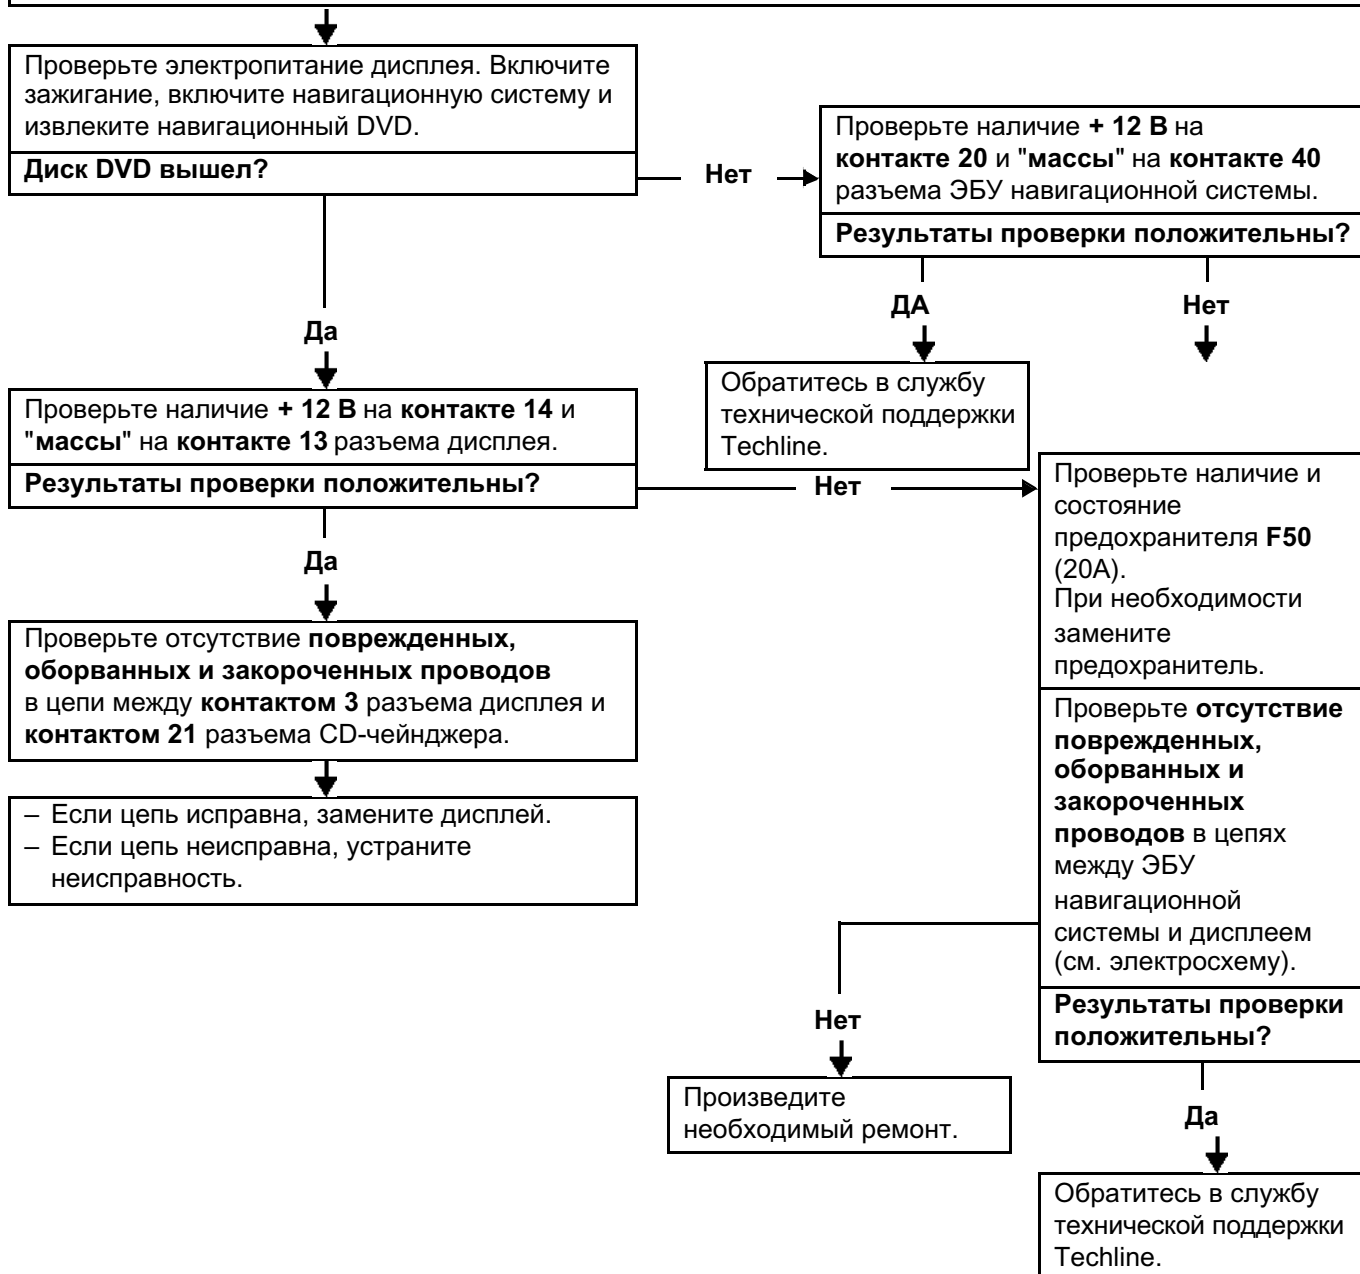 Проверьте электропитание дисплея. Включите
зажигание, включите навигационную систему и
извлеките навигационный DVD.
Диск DVD вышел?
Нет
Проверьте наличие + 12 В на
контакте 20 и "массы" на контакте 40
разъема ЭБУ навигационной системы.
Результаты проверки положительны?
ДА
Нет
Да
Обратитесь в службу
технической поддержки
Techline.
Проверьте наличие + 12 В на контакте 14 и
"массы" на контакте 13 разъема дисплея.
Результаты проверки положительны?
Нет
Проверьте наличие и
состояние
предохранителя F50
(20А).
При необходимости
замените
предохранитель.
Да
Проверьте отсутствие поврежденных,
оборванных и закороченных проводов
в цепи между контактом 3 разъема дисплея и
контактом 21 разъема CD-чейнджера.
– Если цепь исправна, замените дисплей.
– Если цепь неисправна, устраните
неисправность.
Проверьте отсутствие
поврежденных,
оборванных и
закороченных
проводов в цепях
между ЭБУ
навигационной
системы и дисплеем
(см. электросхему).
Результаты проверки
положительны?
Нет
Произведите
необходимый ремонт.
Да
Обратитесь в службу
технической поддержки
Techline.